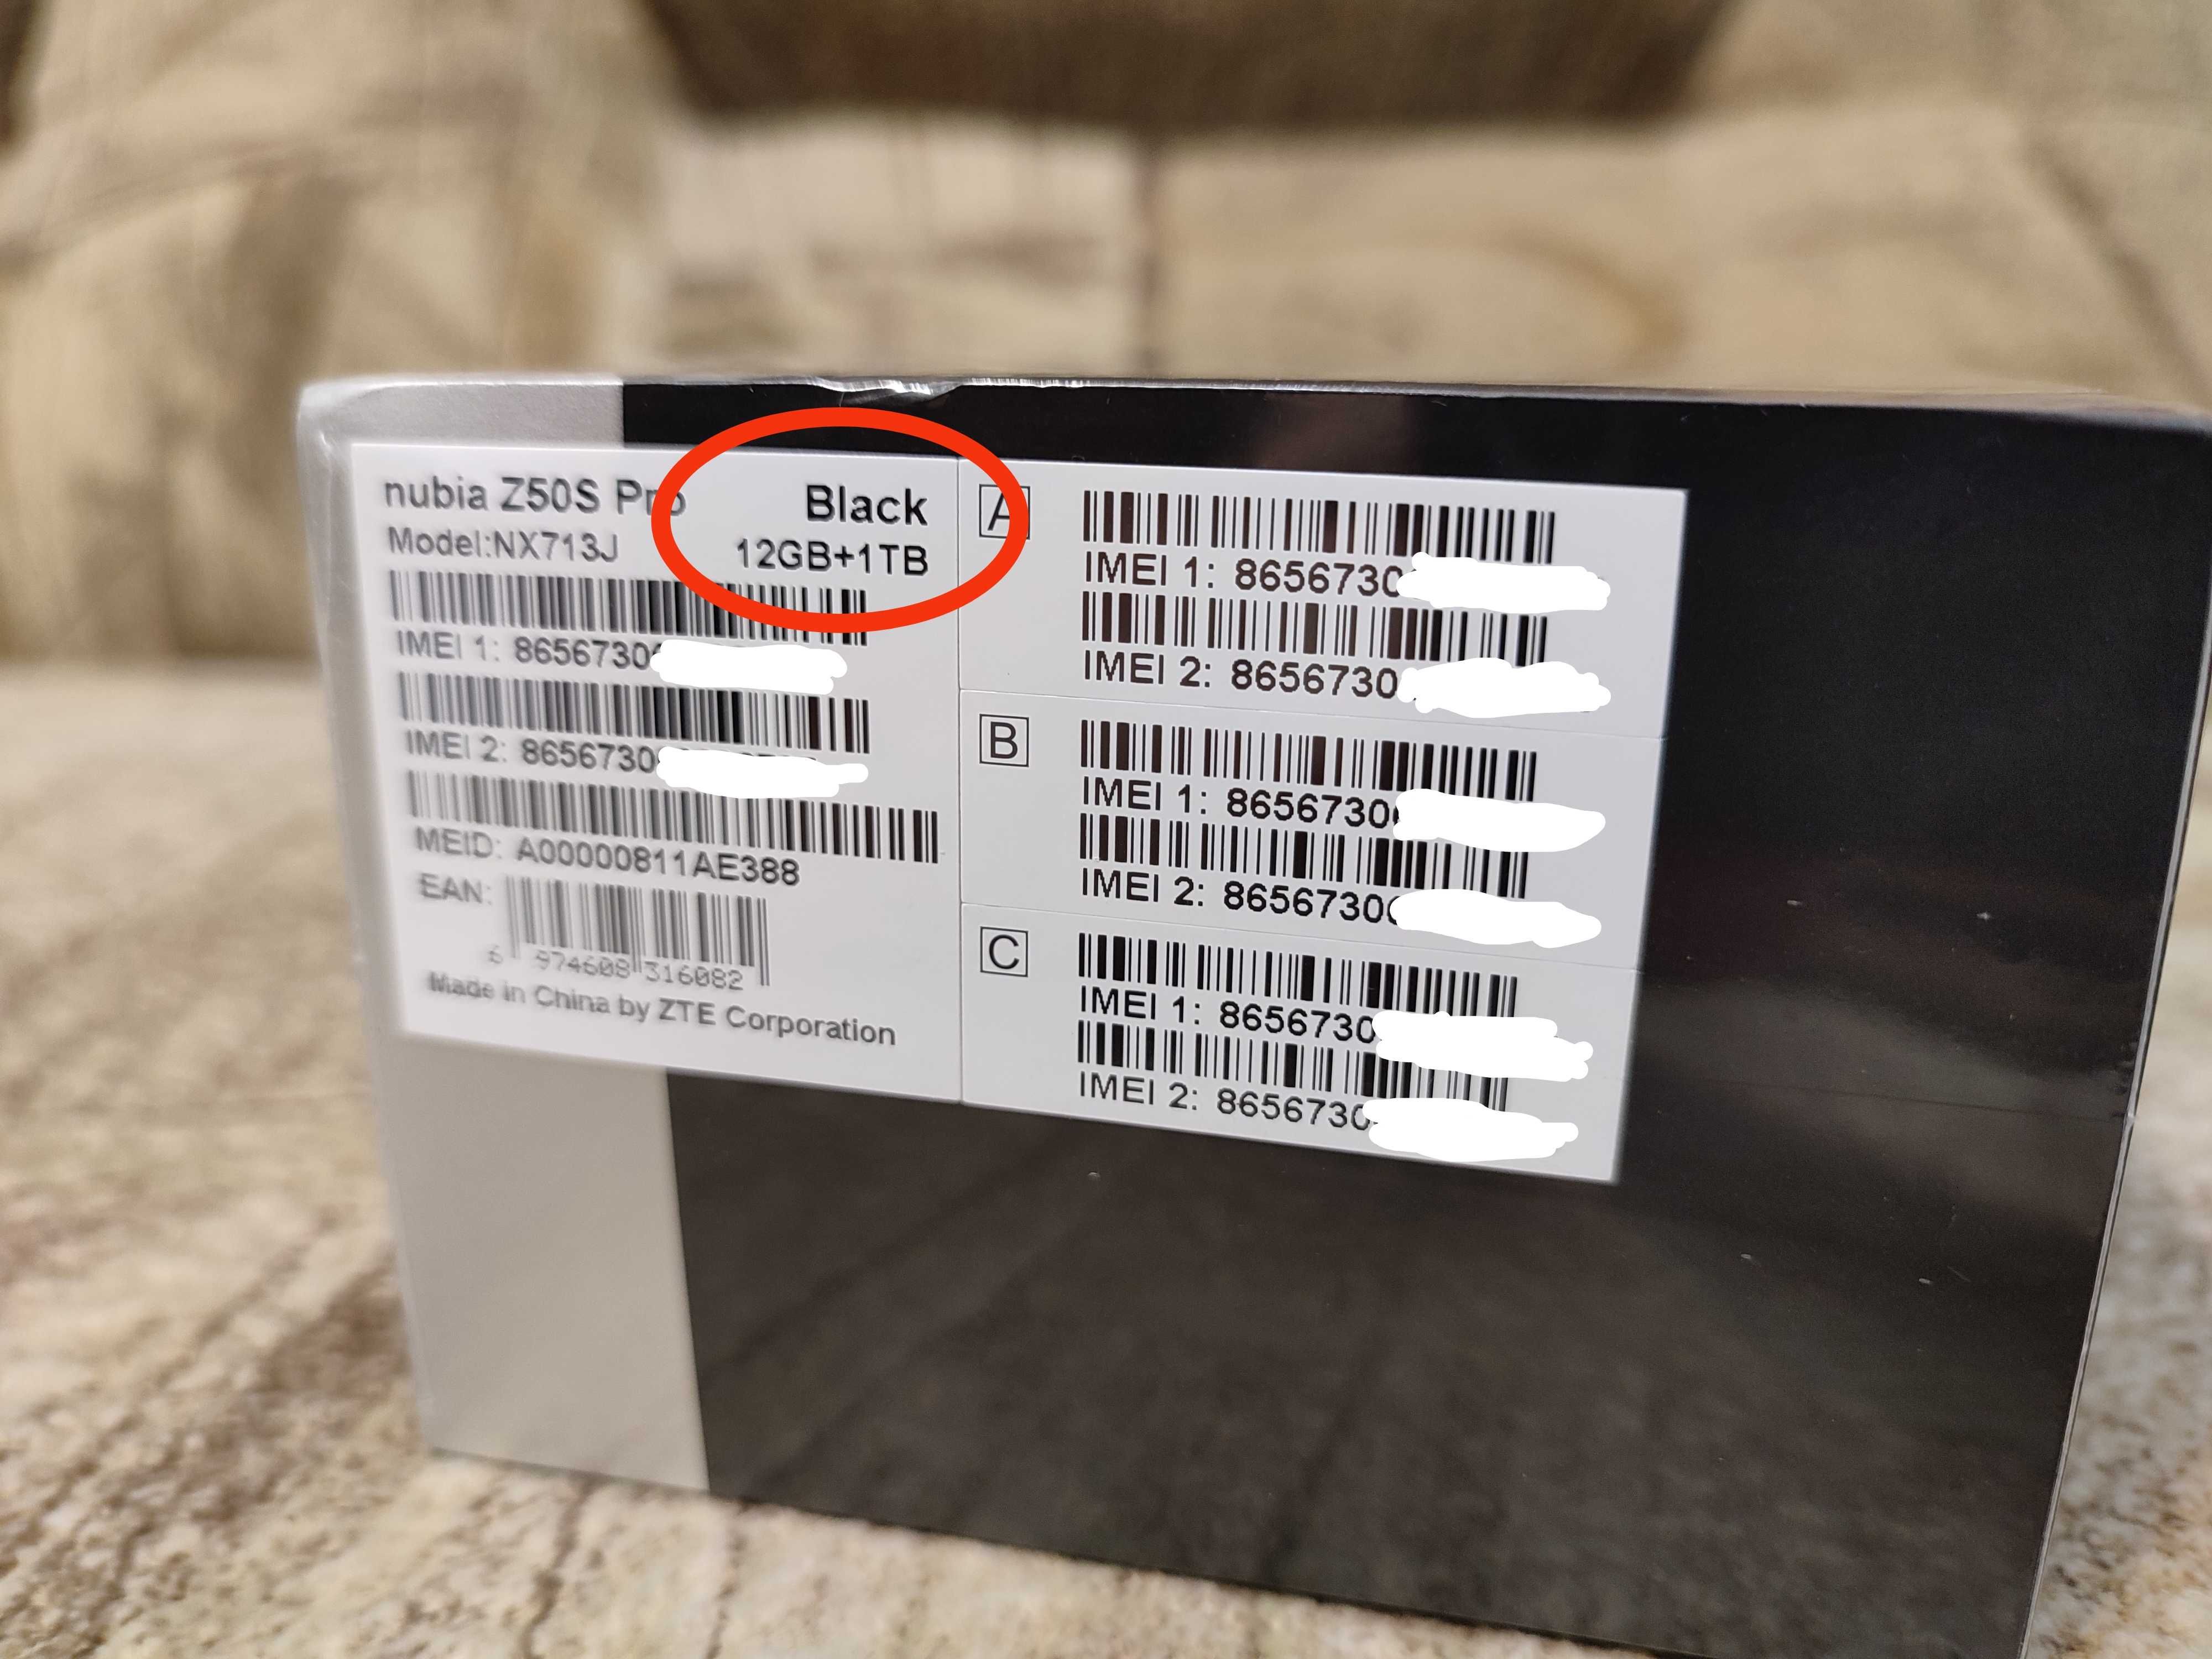 nubia Z50S Pro
Black
Model:NX713J
12GB+1TB
IMEI 1: 8656730
IMEI 2: 8656730
MEID: A00000811AE388
EAN:
6 974608 316082
Made in China by ZTE Corporation
A
IMEI 1: 8656730
IMEI 2: 8656730
B
IMEI 1: 8656730
IMEI 2: 8656730
C
IMEI 1: 8656730
IMEI 2: 8656730